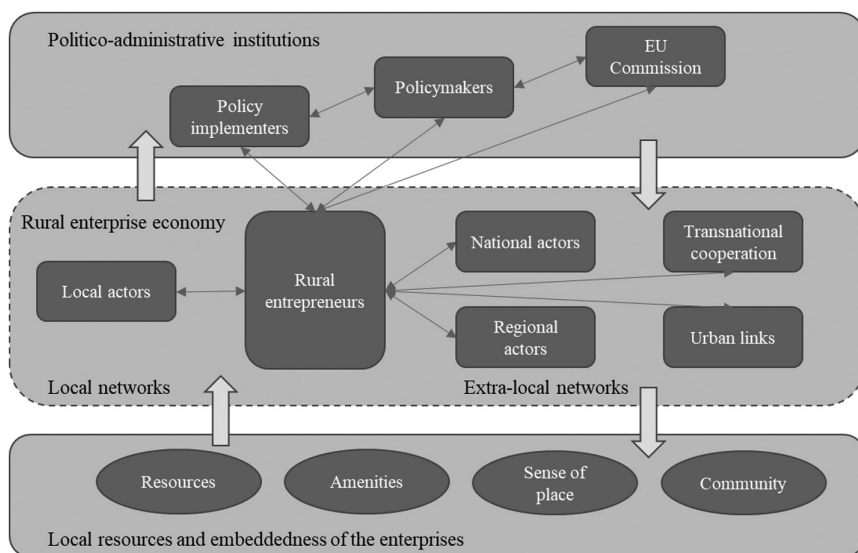 Politico-administrative institutions
EU
Commission
Policymakers
Policy
implementers
Rural enterprise economy
National actors
Transnational
cooperation
Local actors
Rural
entrepreneurs
Regional
actors
Urban links
Local networks
Extra-local networks
Resources
Amenities
Sense of
place
Community
Local resources and embeddedness of the enterprises